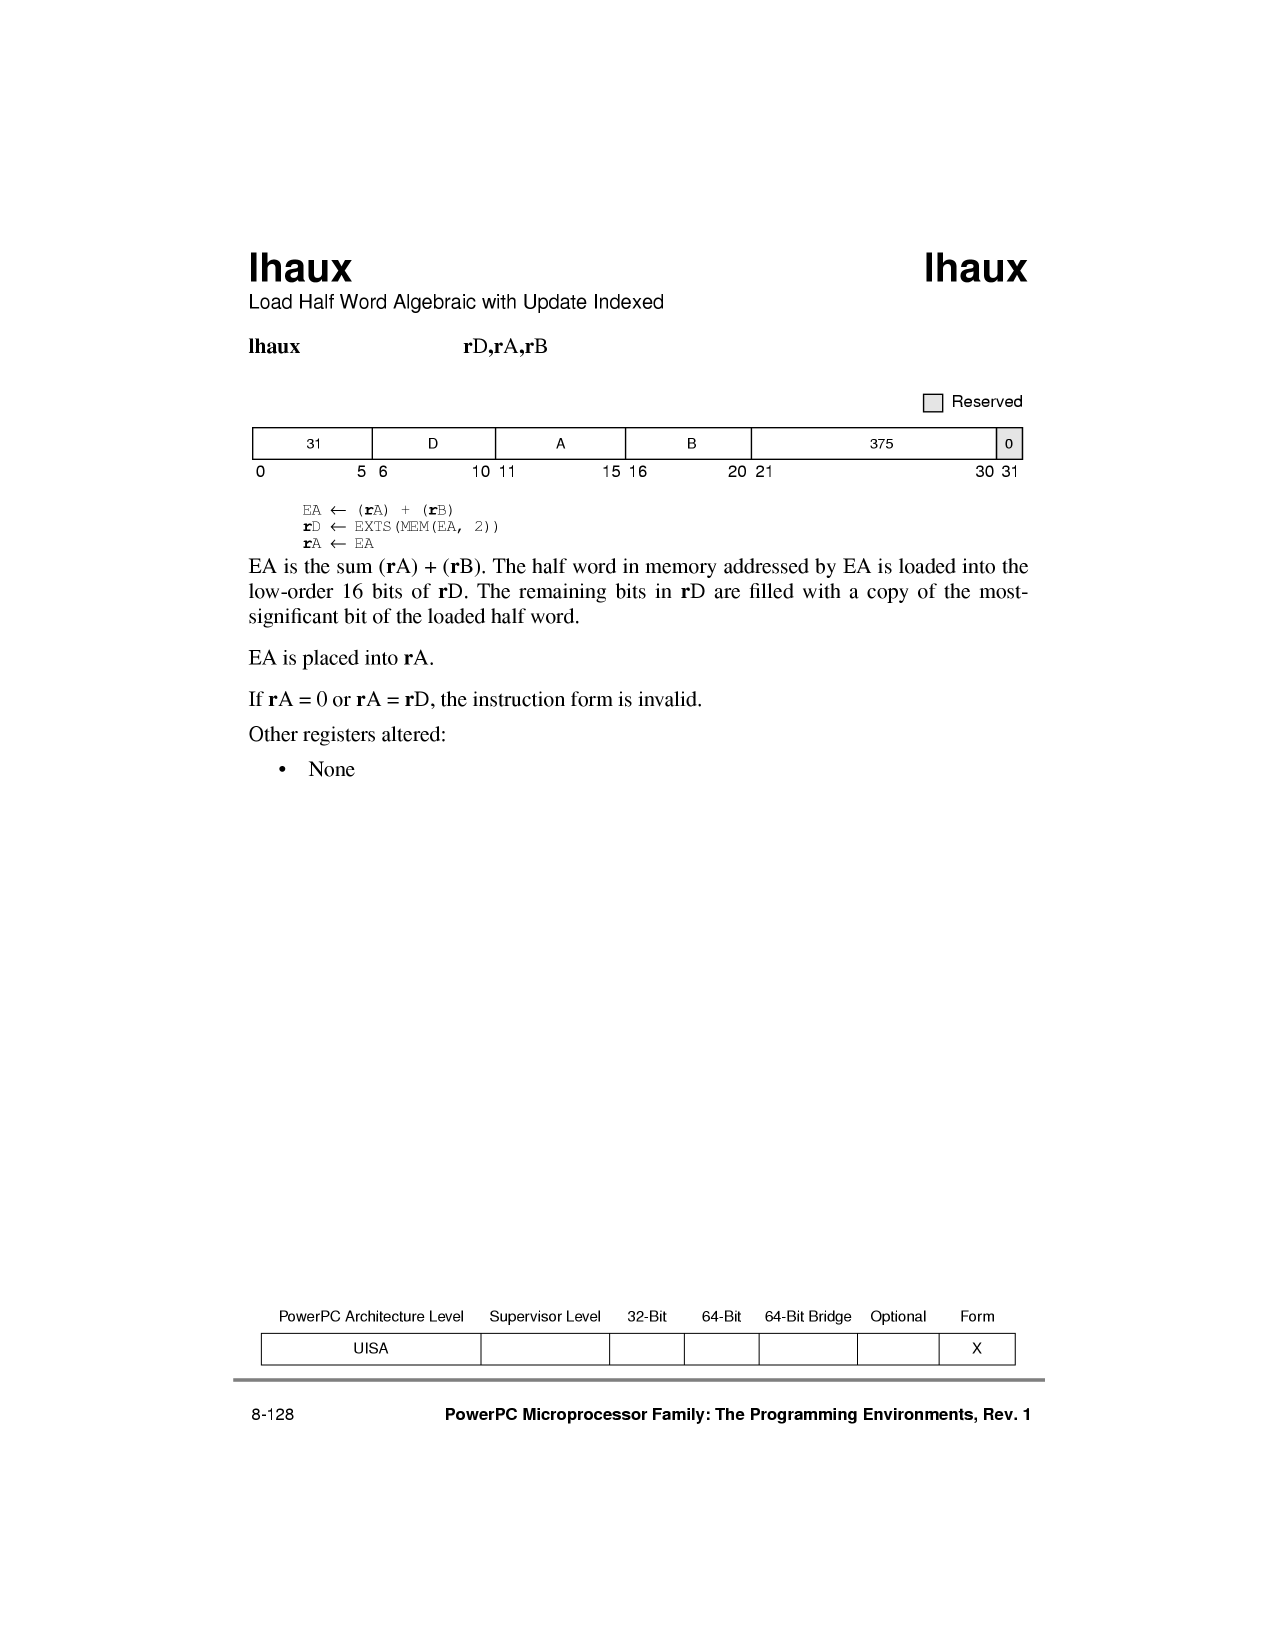 lhaux lhaux
Load Half Word Algebraic with Update Indexed
lhaux rD,rA,rB
Reserved
31 D A B 375 0
0 5 6 10 11 15 16 20 21 30 31
EA ← (rA) + (rB)
rD ← EXTS(MEM(EA, 2))
rA ← EA
EA is the sum (rA) + (rB). The half word in memory addressed by EA is loaded into the
low-order 16 bits of rD. The remaining bits in rD are filled with a copy of the most-
significant bit of the loaded half word.
EA is placed into rA.
If rA = 0 or rA = rD, the instruction form is invalid.
Other registers altered:
• None
PowerPC Architecture Level Supervisor Level 32-Bit 64-Bit 64-Bit Bridge Optional Form
UISA X
8-128 PowerPC Microprocessor Family: The Programming Environments, Rev. 1